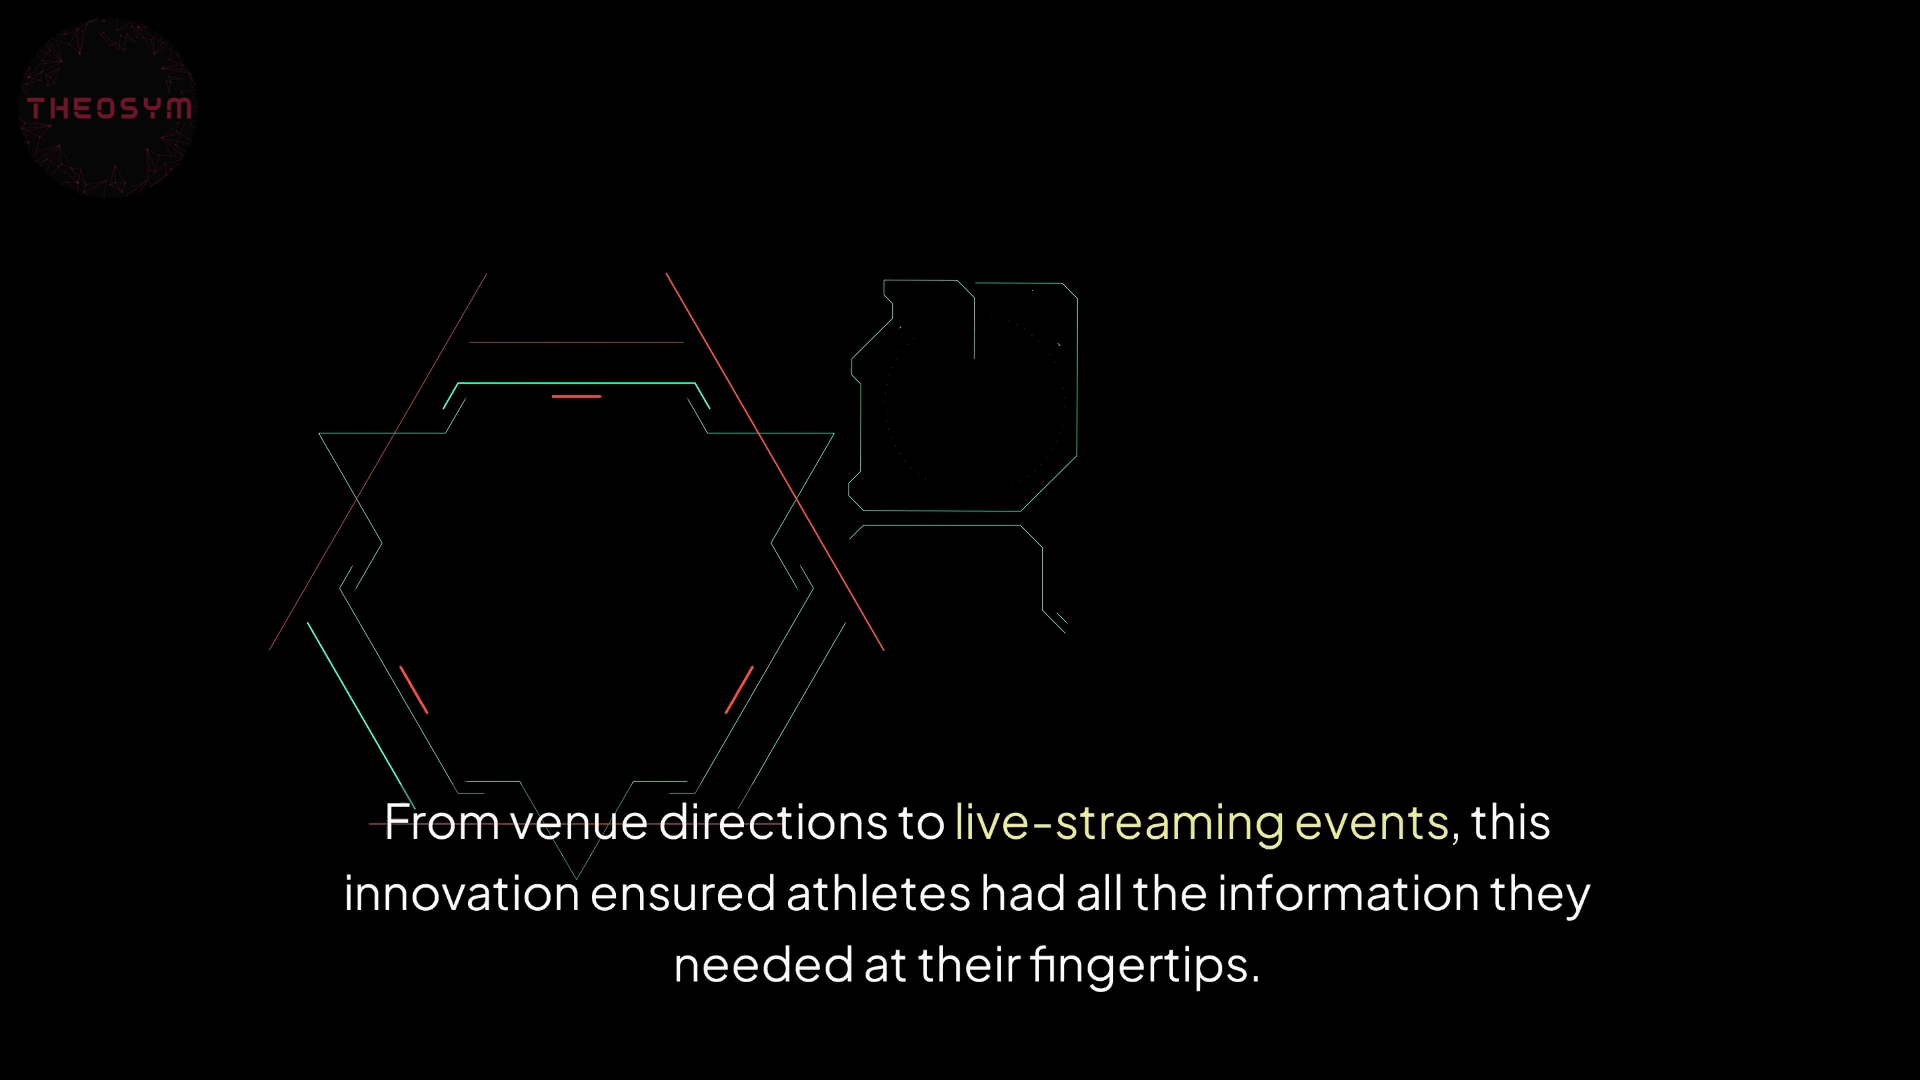 THEOSYM
From venue directions to live-streaming events, this
innovation ensured athletes had all the information they
needed at their fingertips.